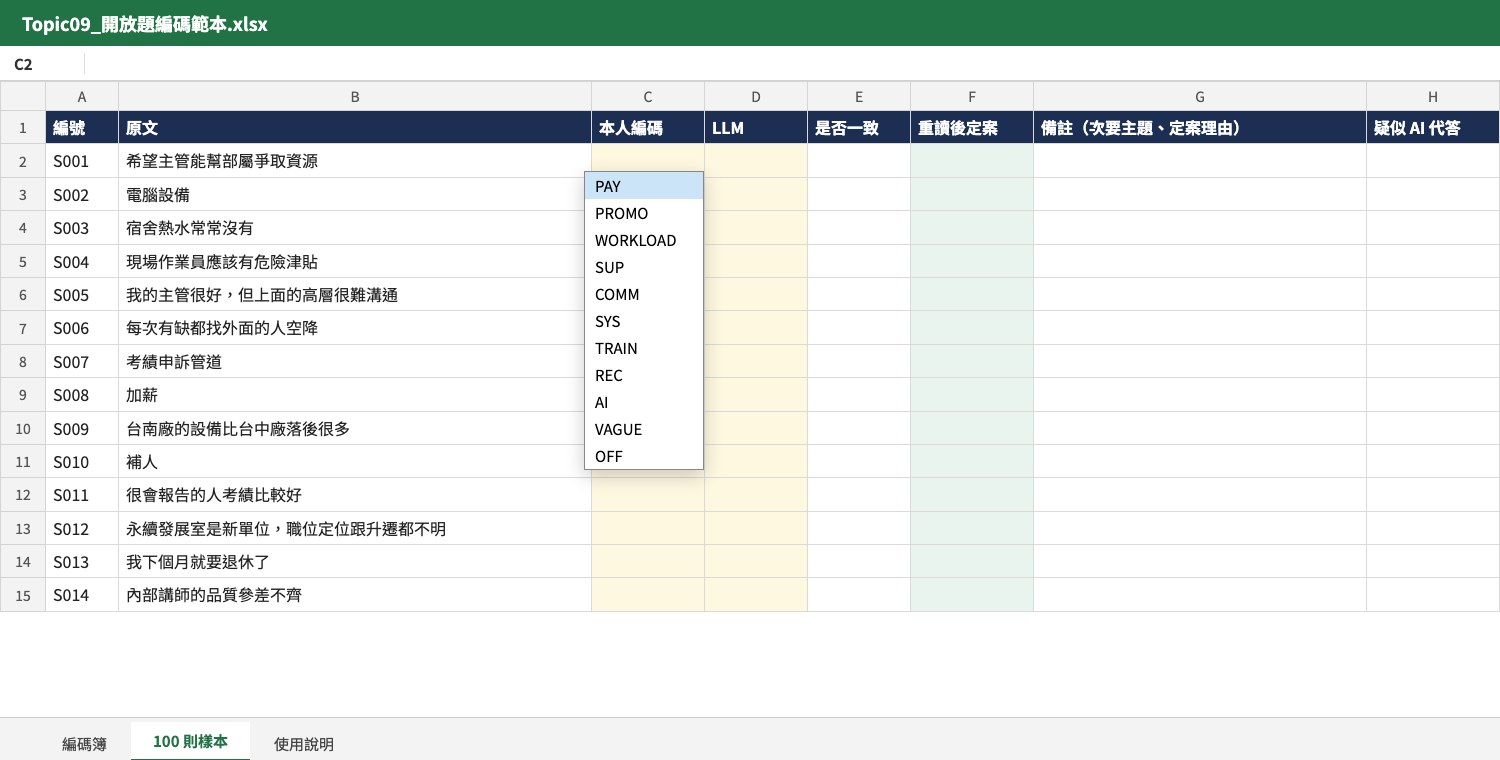 Topic09_開放題編碼範本.xlsx
C2
A B C D E F G H
1 編號 原文 本人編碼 LLM 是否一致 重讀後定案 備註（次要主題、定案理由） 疑似 AI 代答
2 S001 希望主管能幫部屬爭取資源
3 S002 電腦設備
4 S003 宿舍熱水常常沒有
5 S004 現場作業員應該有危險津貼
6 S005 我的主管很好，但上面的高層很難溝通
7 S006 每次有缺都找外面的人空降
8 S007 考績申訴管道
9 S008 加薪
10 S009 台南廠的設備比台中廠落後很多
11 S010 補人
12 S011 很會報告的人考績比較好
13 S012 永續發展室是新單位，職位定位跟升遷都不明
14 S013 我下個月就要退休了
15 S014 內部講師的品質參差不齊
PAY
PROMO
WORKLOAD
SUP
COMM
SYS
TRAIN
REC
AI
VAGUE
OFF
編碼簿 100 則樣本 使用說明